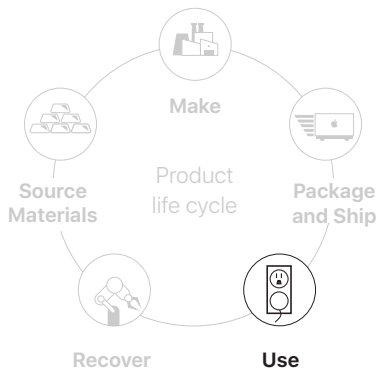 Make
Source
Materials
Product
life cycle
Package
and Ship
Recover
Use